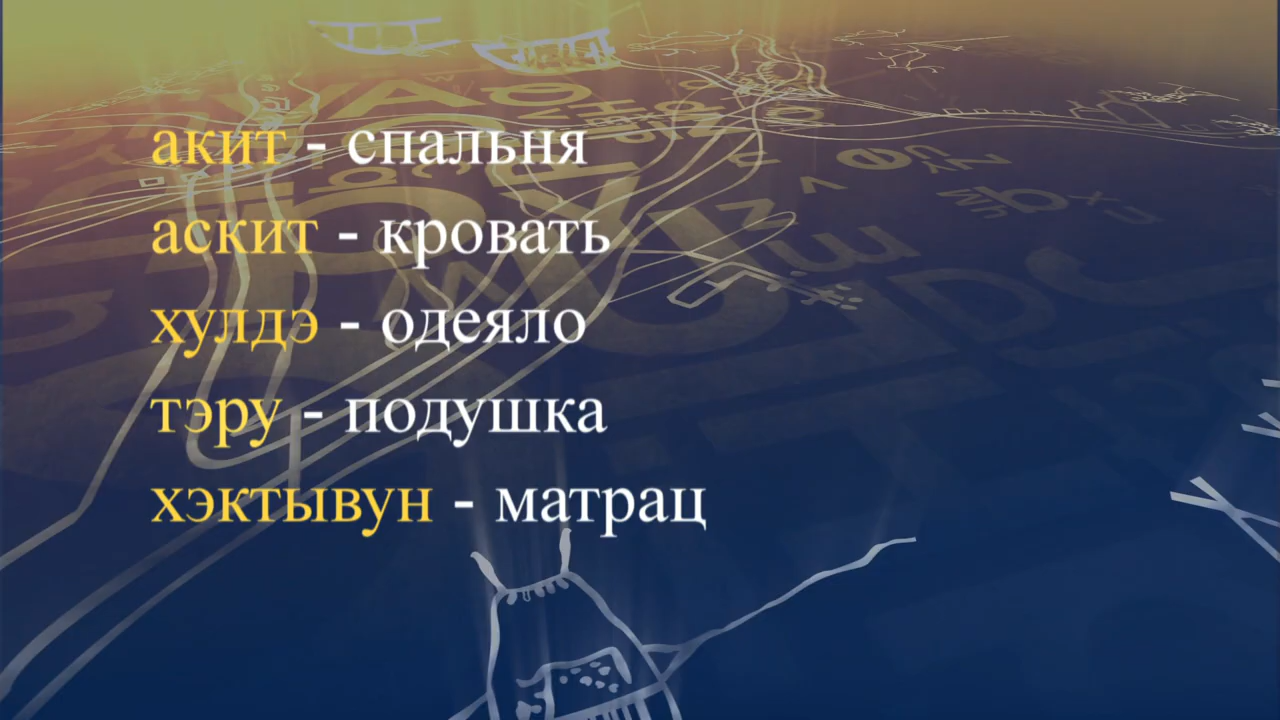 акит - спальня
аскит - кровать
хулдэ - одеяло
тэру - подушка
хэктывун - матрац